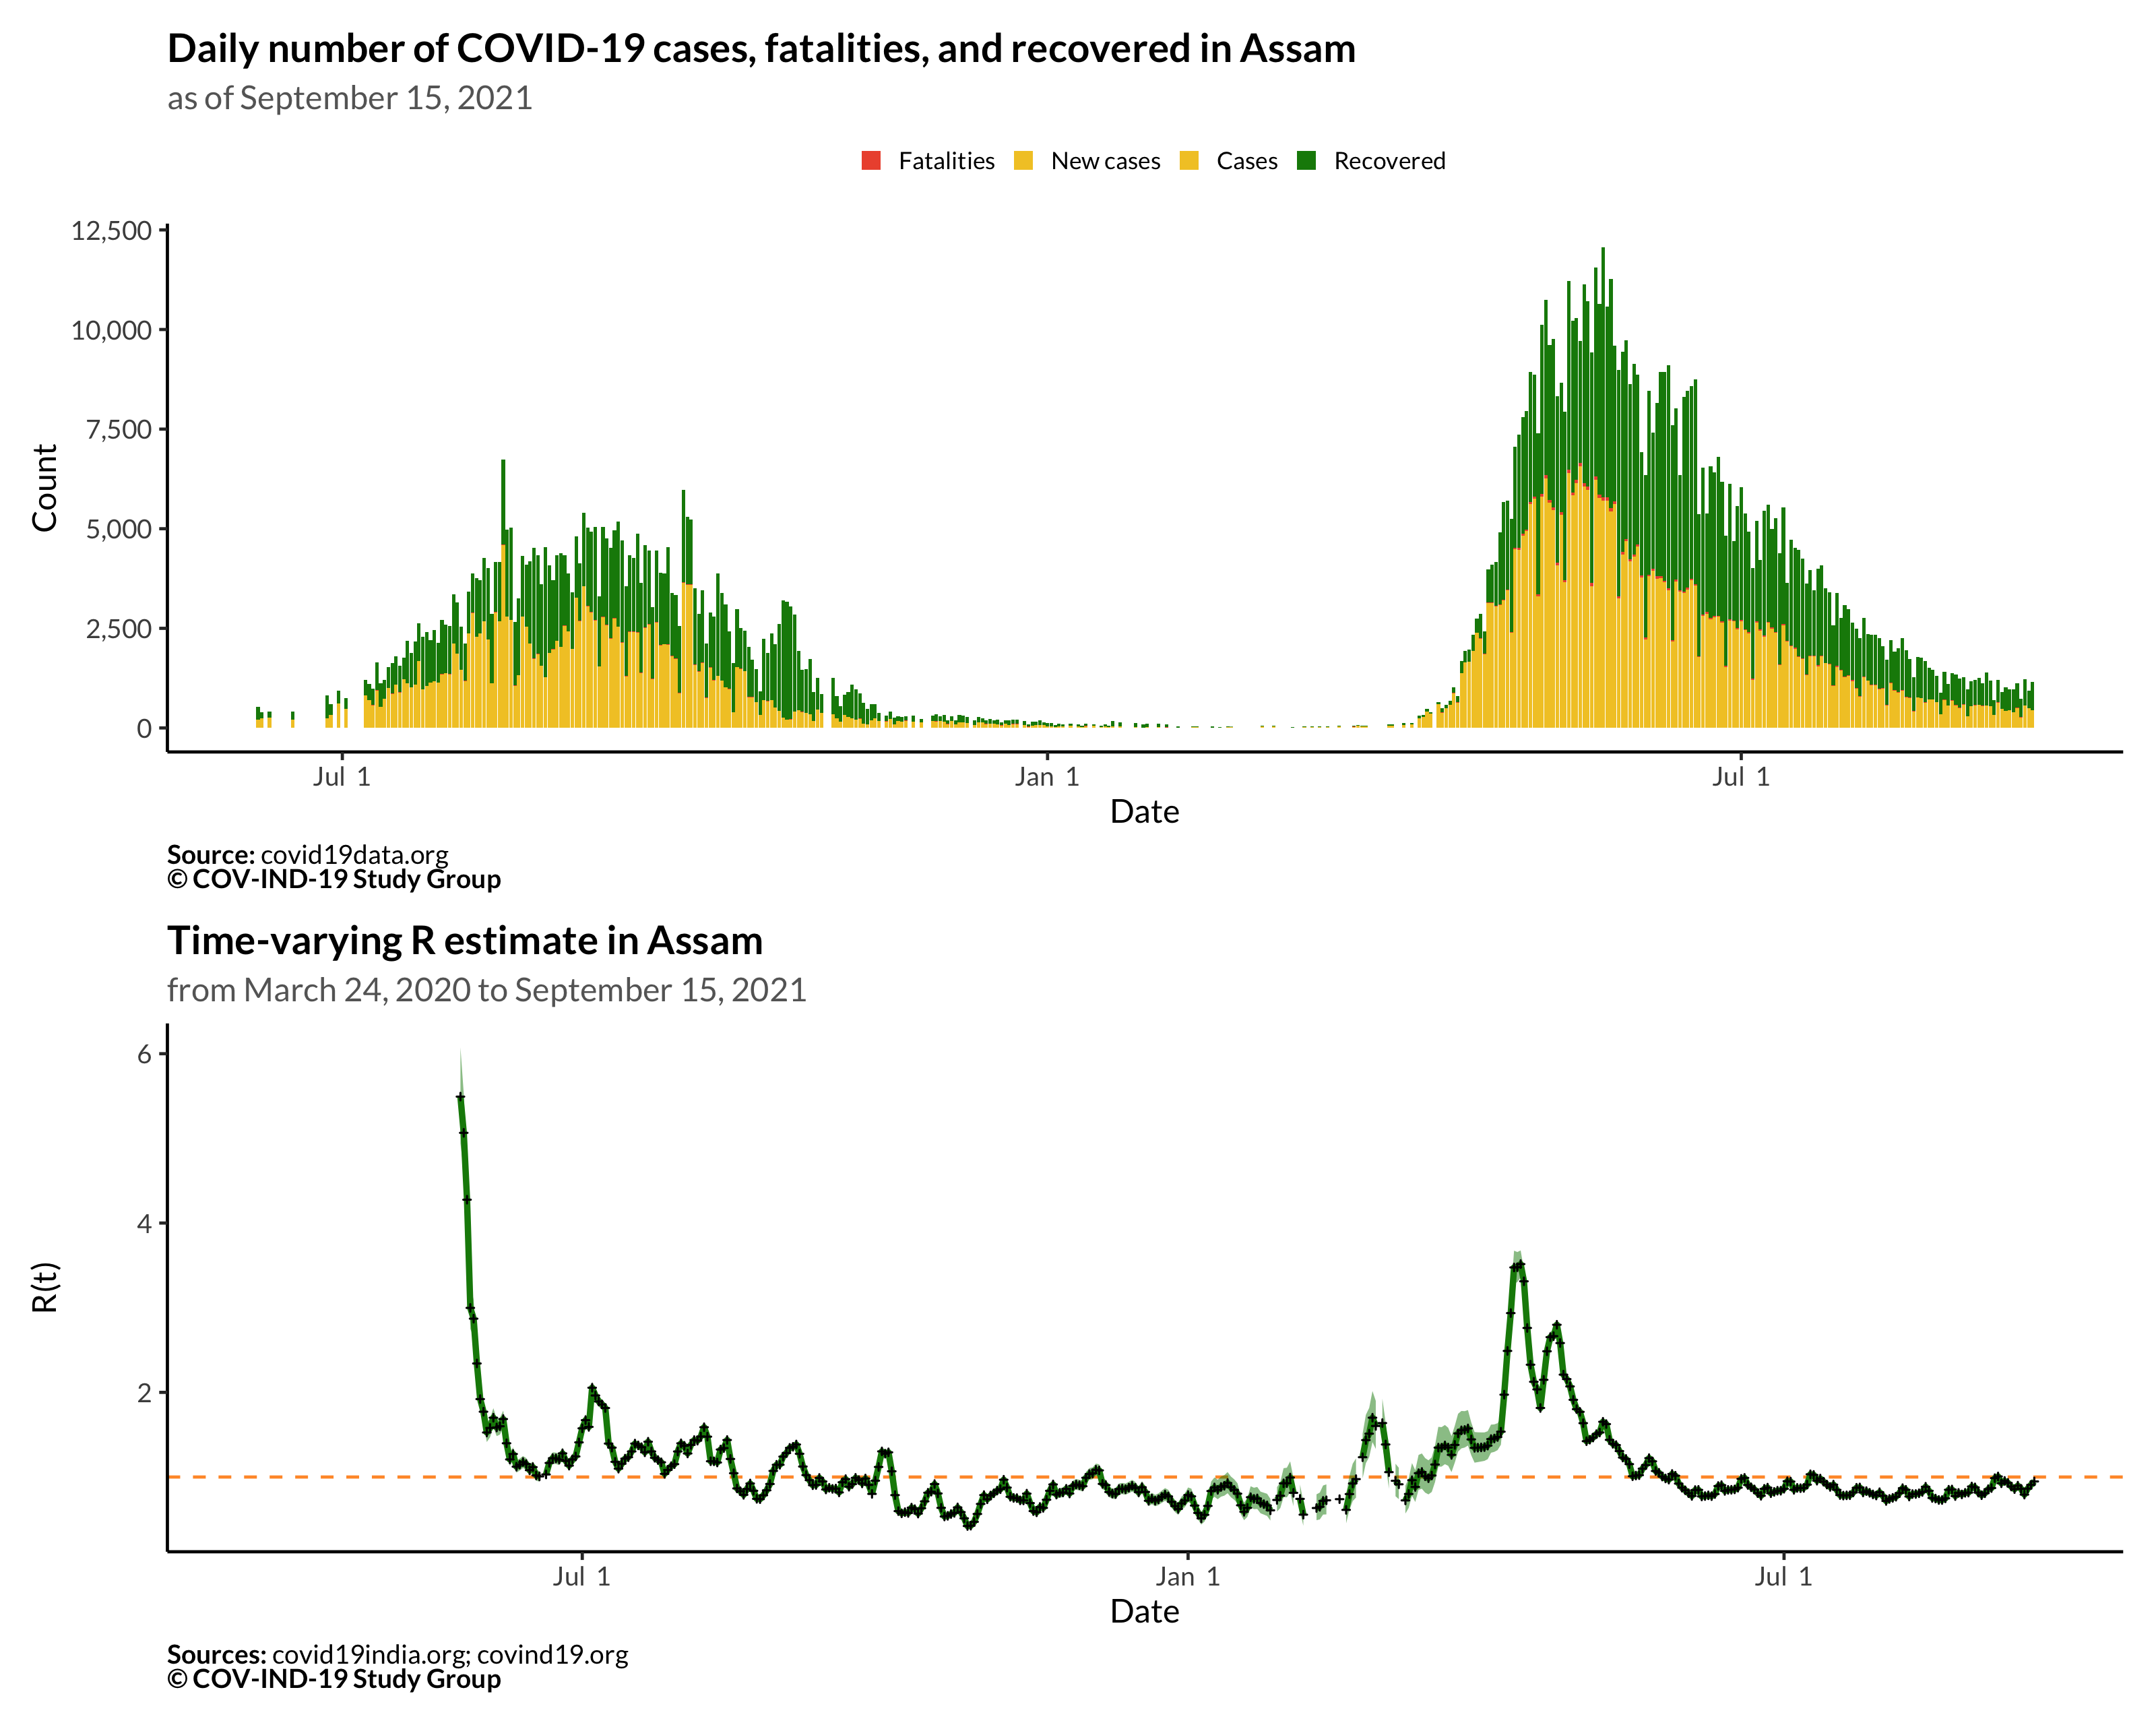 Daily number of COVID-19 cases, fatalities, and recovered in Assam
as of September 15, 2021
Fatalities New cases Cases Recovered
12,500
10,000
7,500
5,000
2,500
0
Count
Jul 1 Jan 1 Jul 1
Date
Source: covid19data.org
© COV-IND-19 Study Group
Time-varying R estimate in Assam
from March 24, 2020 to September 15, 2021
6
4
2
R(t)
Jul 1 Jan 1 Jul 1
Date
Sources: covid19india.org; covind19.org
© COV-IND-19 Study Group